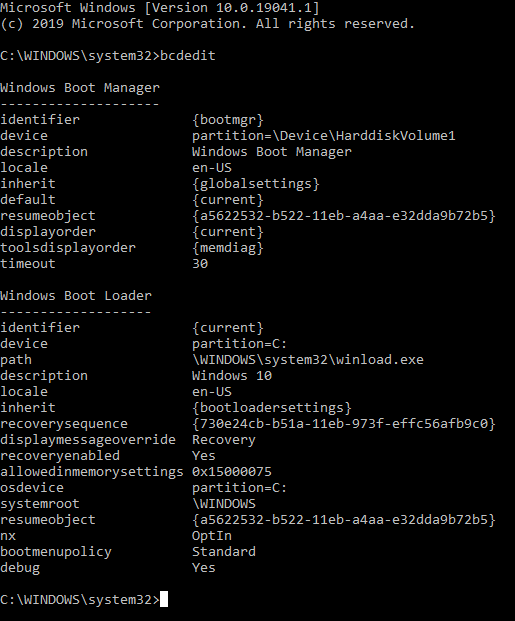 Microsoft Windows [Version 10.0.19041.1]
(c) 2019 Microsoft Corporation. All rights reserved.
C:\WINDOWS\system32>bcdedit
Windows Boot Manager
--------------------
identifier              {bootmgr}
device                  partition=\Device\HarddiskVolume1
description             Windows Boot Manager
locale                  en-US
inherit                 {globalsettings}
default                 {current}
resumeobject            {a5622532-b522-11eb-a4aa-e32dda9b72b5}
displayorder            {current}
toolsdisplayorder       {memdiag}
timeout                 30
Windows Boot Loader
-------------------
identifier              {current}
device                  partition=C:
path                    \WINDOWS\system32\winload.exe
description             Windows 10
locale                  en-US
inherit                 {bootloadersettings}
recoverysequence        {730e24cb-b51a-11eb-973f-effc56afb9c0}
displaymessageoverride  Recovery
recoveryenabled         Yes
allowedinmemorysettings 0x15000075
osdevice                partition=C:
systemroot              \WINDOWS
resumeobject            {a5622532-b522-11eb-a4aa-e32dda9b72b5}
nx                      OptIn
bootmenupolicy          Standard
debug                   Yes
C:\WINDOWS\system32>